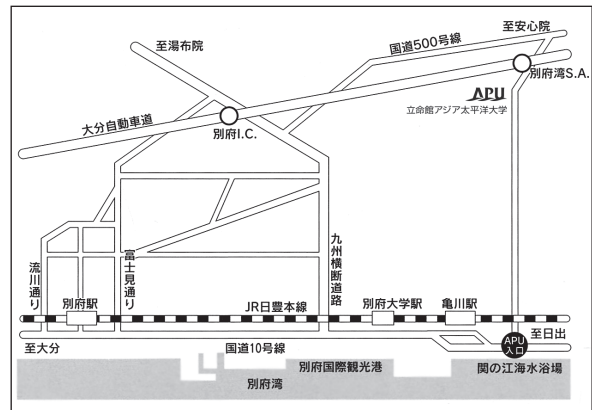 至湯布院
国道500号線
至安心院
別府湾S.A.
APU
立命館アジア太平洋大学
大分自動車道
別府I.C.
流川通り
富士見通り
九州横断道路
別府駅
JR日豊本線
別府大学駅
亀川駅
至大分
国道10号線
APU
入口
至日出
別府国際観光港
関の江海水浴場
別府湾